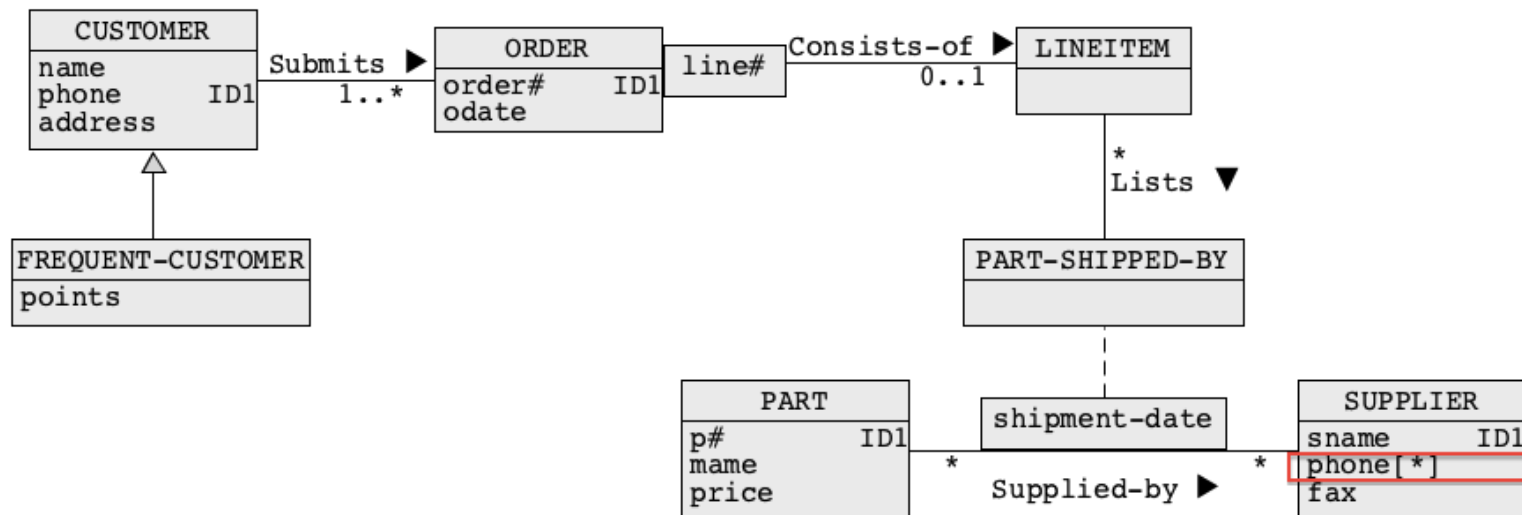 CUSTOMER
name
phone ID1
address
Submits ▶
1..*
ORDER
order# ID1
odate
line#
Consists-of ▶
0..1
LINEITEM
*
Lists ▼
FREQUENT-CUSTOMER
points
PART-SHIPPED-BY
PART
p# ID1
mame
price
shipment-date
*
Supplied-by ▶
*
SUPPLIER
sname ID1
phone[*]
fax